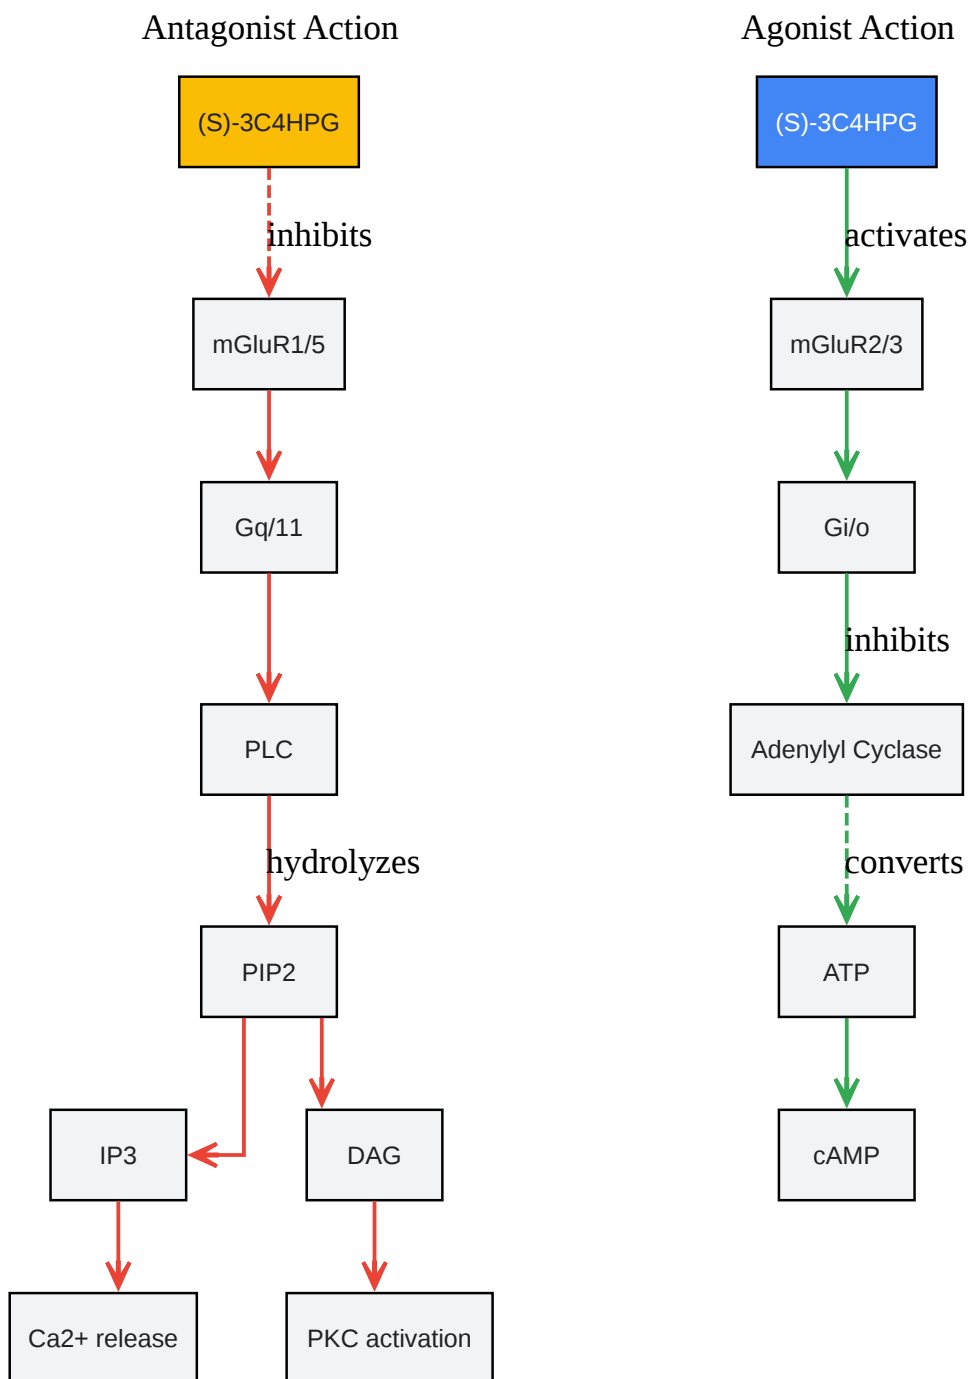 Antagonist Action
(S)-3C4HPG
inhibits
mGluR1/5
Gq/11
PLC
hydrolyzes
PIP2
IP3
DAG
Ca2+ release
PKC activation
Agonist Action
(S)-3C4HPG
activates
mGluR2/3
Gi/o
inhibits
Adenylyl Cyclase
converts
ATP
cAMP